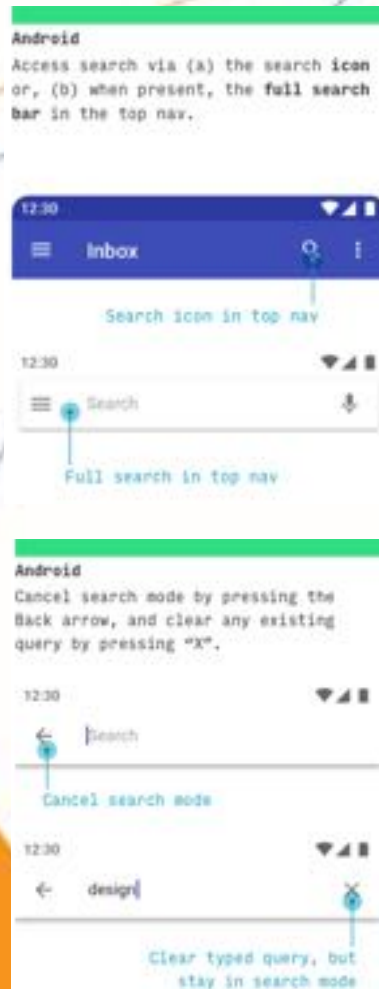 Android
Access search via (a) the search icon
or, (b) when present, the full search
bar in the top nav.
12:30
Inbox
Search icon in top nav
12:30
Search
Full search in top nav
Android
Cancel search mode by pressing the
Back arrow, and clear any existing
query by pressing "X".
12:30
Search
Cancel search mode
12:30
design
Clear typed query, but
stay in search mode